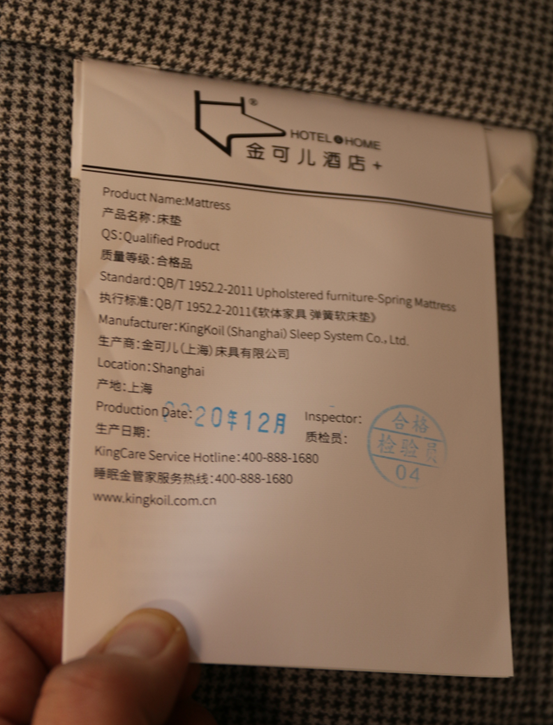 ®
HOTEL&HOME
金可儿酒店+
Product Name:Mattress
产品名称:床垫
QS:Qualified Product
质量等级:合格品
Standard:QB/T 1952.2-2011 Upholstered furniture-Spring Mattress
执行标准:QB/T 1952.2-2011《软体家具 弹簧软床垫》
Manufacturer:KingKoil(Shanghai)Sleep System Co., Ltd.
生产商:金可儿(上海)床具有限公司
Location:Shanghai
产地:上海
Production Date:
2020年12月
生产日期:
Inspector:
质检员:
合格
检验员
04
KingCare Service Hotline:400-888-1680
睡眠金管家服务热线:400-888-1680
www.kingkoil.com.cn